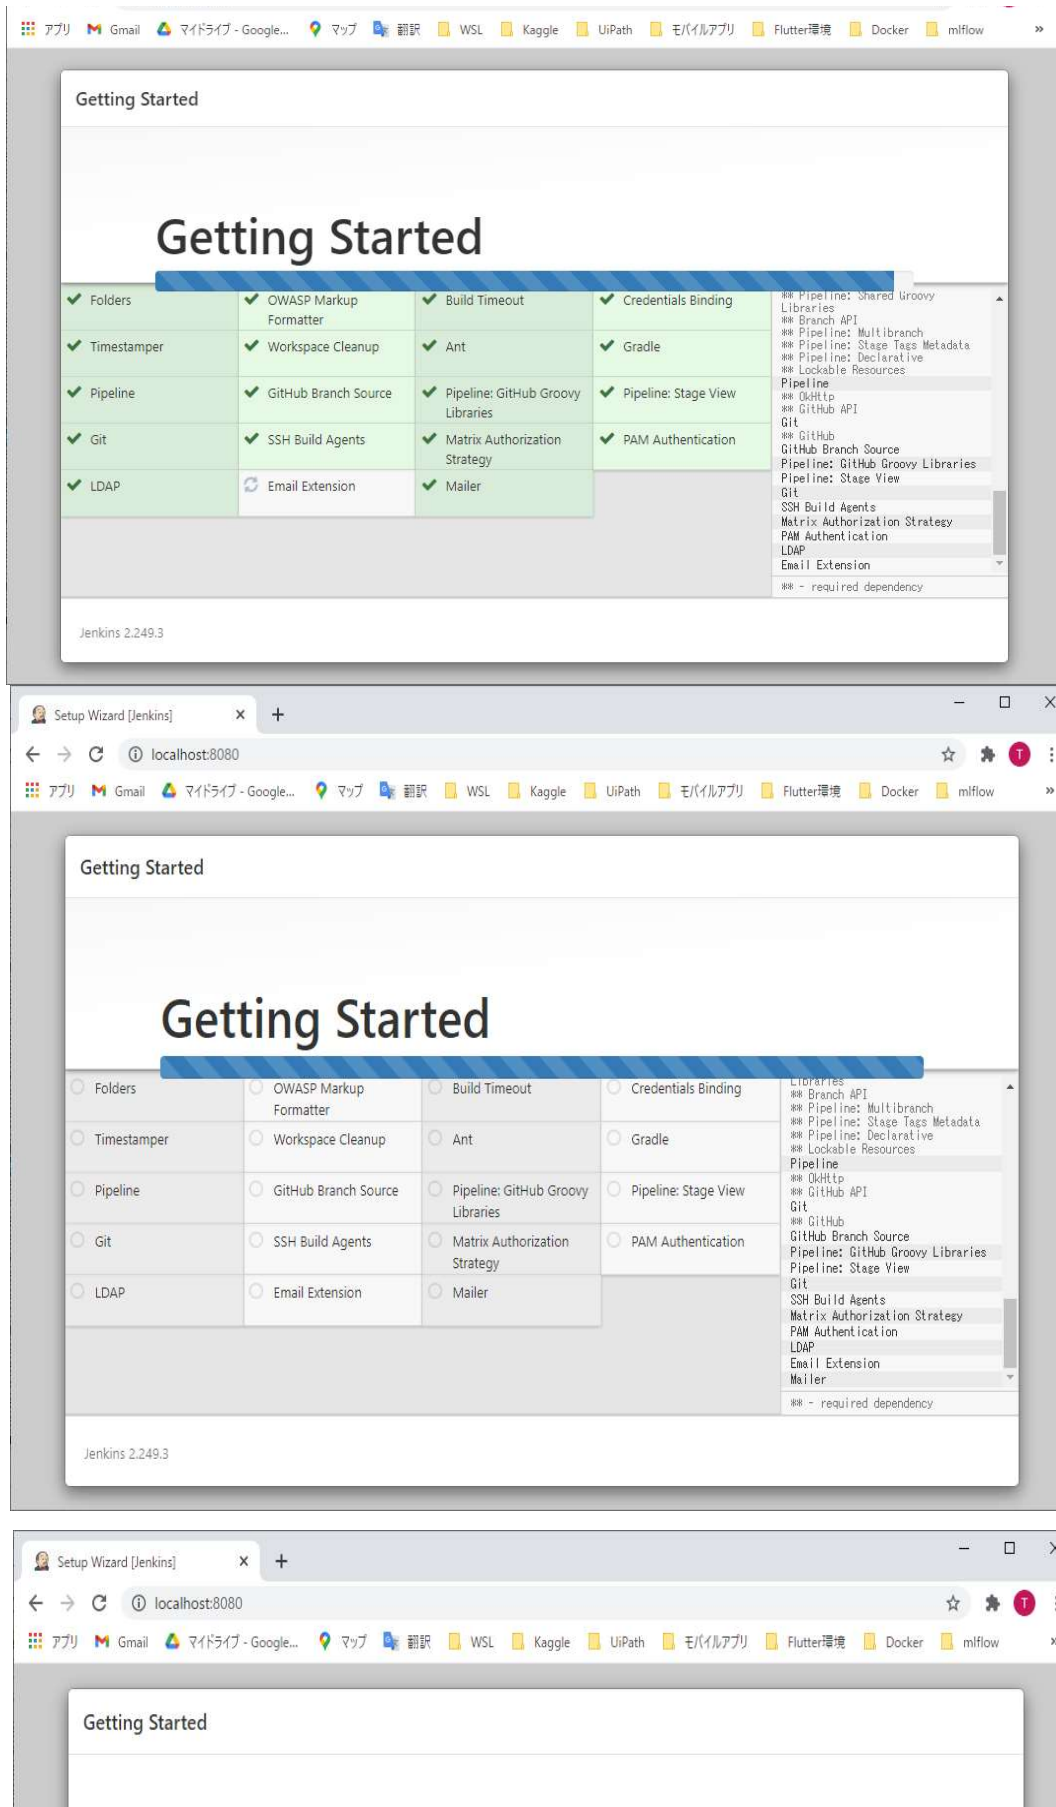 アプリ Gmail マイドライブ - Google... マップ 翻訳 WSL Kaggle UiPath モバイルアプリ Flutter環境 Docker mlflow »
Getting Started
Getting Started
Folders OWASP Markup Formatter Build Timeout Credentials Binding
Timestamper Workspace Cleanup Ant Gradle
Pipeline GitHub Branch Source Pipeline: GitHub Groovy Libraries Pipeline: Stage View
Git SSH Build Agents Matrix Authorization Strategy PAM Authentication
LDAP Email Extension Mailer
** Pipeline: Shared Groovy
Libraries
** Branch API
** Pipeline: Multibranch
** Pipeline: Stage Tags Metadata
** Pipeline: Declarative
** Lockable Resources
Pipeline
** OkHttp
** GitHub API
Git
** GitHub
GitHub Branch Source
Pipeline: GitHub Groovy Libraries
Pipeline: Stage View
Git
SSH Build Agents
Matrix Authorization Strategy
PAM Authentication
LDAP
Email Extension
** - required dependency
Jenkins 2.249.3
Setup Wizard [Jenkins]
localhost:8080
T
アプリ Gmail マイドライブ - Google... マップ 翻訳 WSL Kaggle UiPath モバイルアプリ Flutter環境 Docker mlflow »
Getting Started
Getting Started
Folders OWASP Markup Formatter Build Timeout Credentials Binding
Timestamper Workspace Cleanup Ant Gradle
Pipeline GitHub Branch Source Pipeline: GitHub Groovy Libraries Pipeline: Stage View
Git SSH Build Agents Matrix Authorization Strategy PAM Authentication
LDAP Email Extension Mailer
Libraries
** Branch API
** Pipeline: Multibranch
** Pipeline: Stage Tags Metadata
** Pipeline: Declarative
** Lockable Resources
Pipeline
** OkHttp
** GitHub API
Git
** GitHub
GitHub Branch Source
Pipeline: GitHub Groovy Libraries
Pipeline: Stage View
Git
SSH Build Agents
Matrix Authorization Strategy
PAM Authentication
LDAP
Email Extension
Mailer
** - required dependency
Jenkins 2.249.3
Setup Wizard [Jenkins]
localhost:8080
T
アプリ Gmail マイドライブ - Google... マップ 翻訳 WSL Kaggle UiPath モバイルアプリ Flutter環境 Docker mlflow »
Getting Started